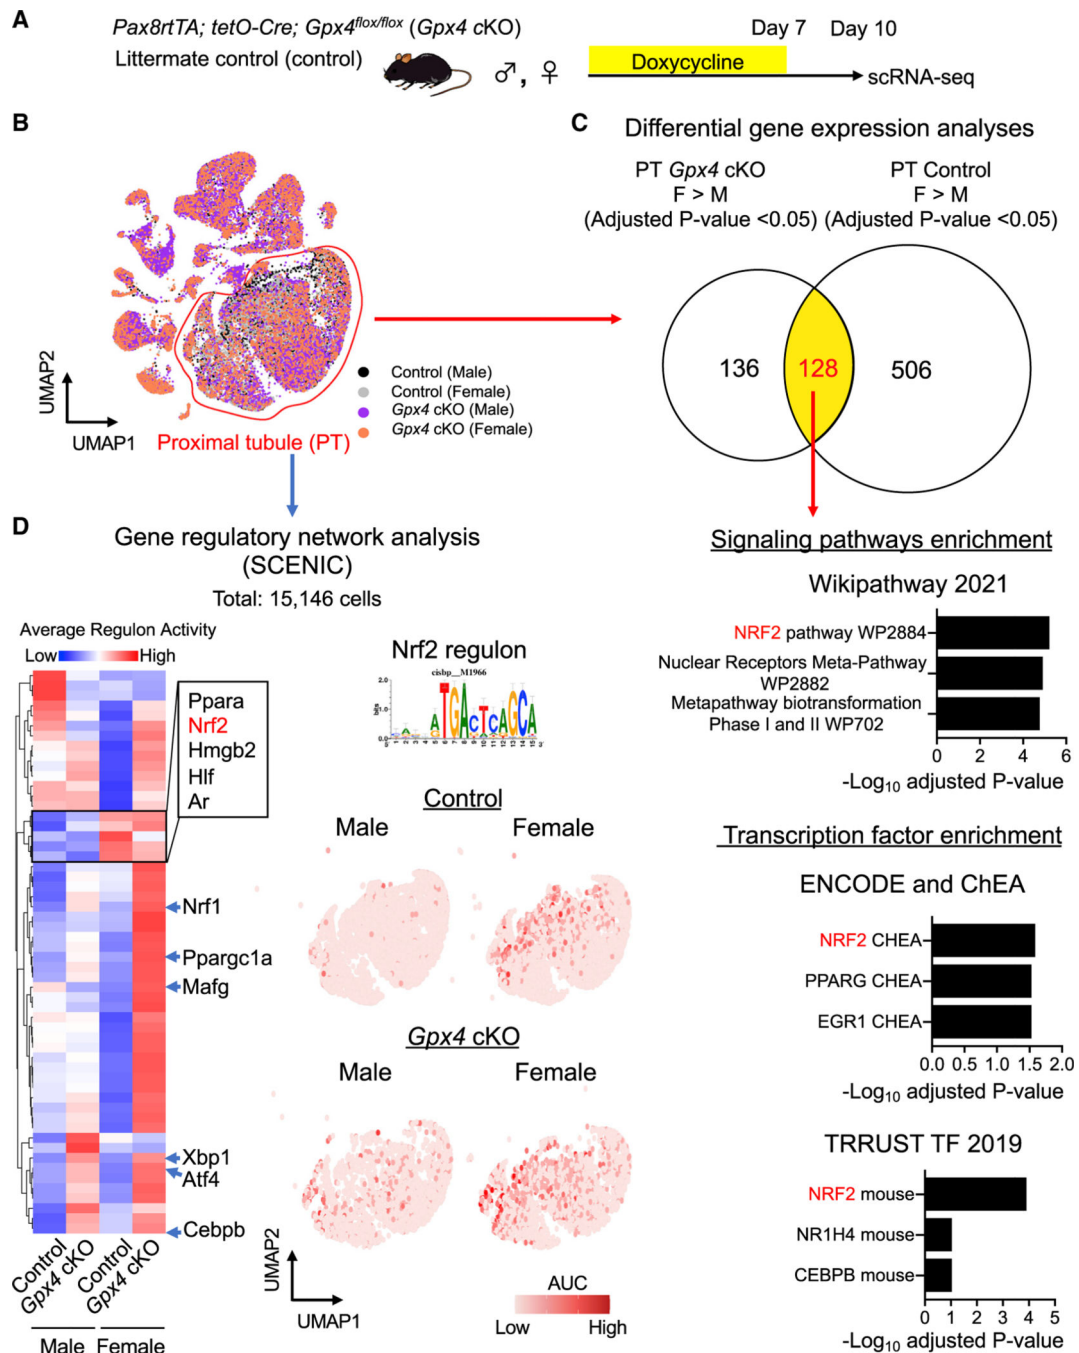 A
Pax8rtTA; tetO-Cre; Gpx4flox/flox (Gpx4 cKO)
Littermate control (control)
♂, ♀
Day 7
Day 10
Doxycycline
scRNA-seq
B
UMAP2
UMAP1
Control (Male)
Control (Female)
Gpx4 cKO (Male)
Gpx4 cKO (Female)
Proximal tubule (PT)
C
Differential gene expression analyses
PT Gpx4 cKO
F > M
(Adjusted P-value <0.05)
PT Control
F > M
(Adjusted P-value <0.05)
136
128
506
Signaling pathways enrichment
Wikipathway 2021
NRF2 pathway WP2884
Nuclear Receptors Meta-Pathway
WP2882
Metapathway biotransformation
Phase I and II WP702
0 2 4 6
-Log10 adjusted P-value
Transcription factor enrichment
ENCODE and ChEA
NRF2 CHEA
PPARG CHEA
EGR1 CHEA
0.0 0.5 1.0 1.5 2.0
-Log10 adjusted P-value
TRRUST TF 2019
NRF2 mouse
NR1H4 mouse
CEBPB mouse
0 1 2 3 4 5
-Log10 adjusted P-value
D
Gene regulatory network analysis
(SCENIC)
Total: 15,146 cells
Average Regulon Activity
Low High
Ppara
Nrf2
Hmgb2
Hlf
Ar
Nrf1
Ppargc1a
Mafg
Xbp1
Atf4
Cebpb
Control
Gpx4 cKO
Control
Gpx4 cKO
Male Female
Nrf2 regulon
cisbp__M1966
2.0
1.0
0.0
bits
Control
Male Female
Gpx4 cKO
Male Female
UMAP2
UMAP1
AUC
Low High